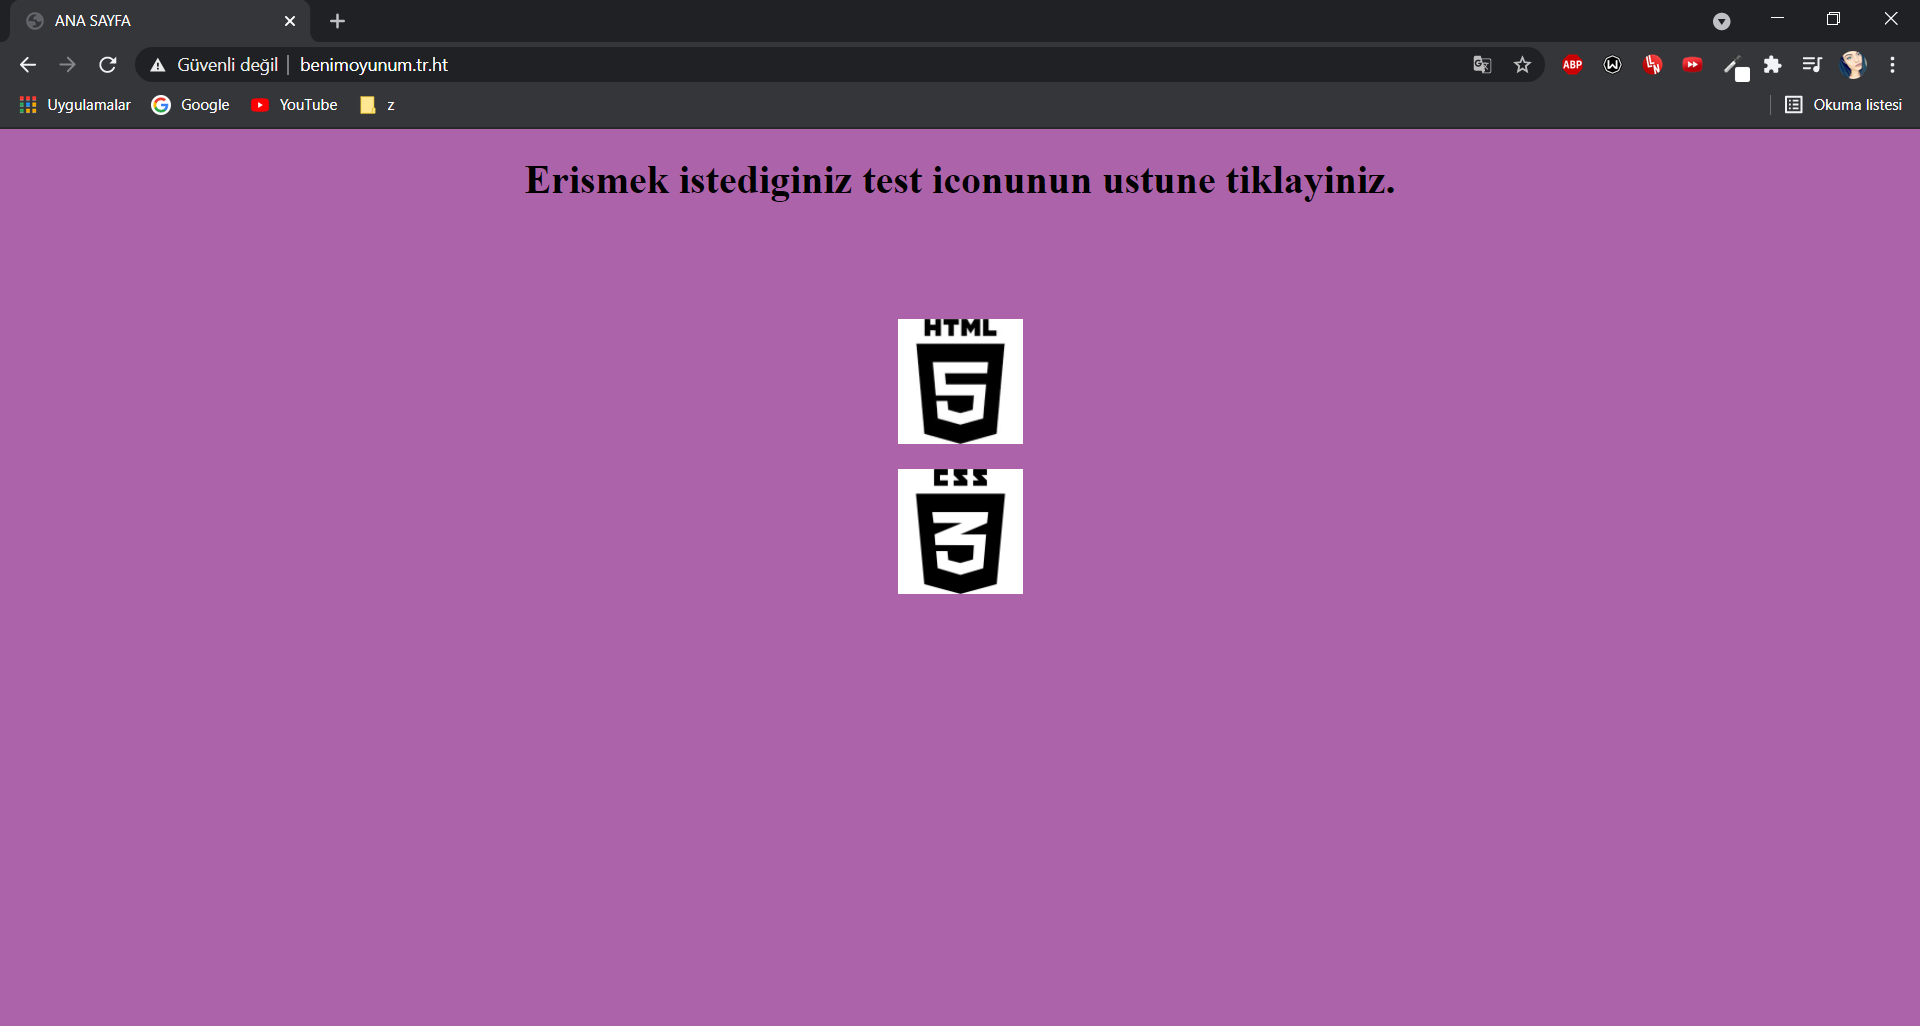 ANA SAYFA
Güvenli değil benimoyunum.tr.ht
ABP
Uygulamalar Google YouTube z Okuma listesi
Erismek istediginiz test iconunun ustune tiklayiniz.
HTML
5
CSS
3